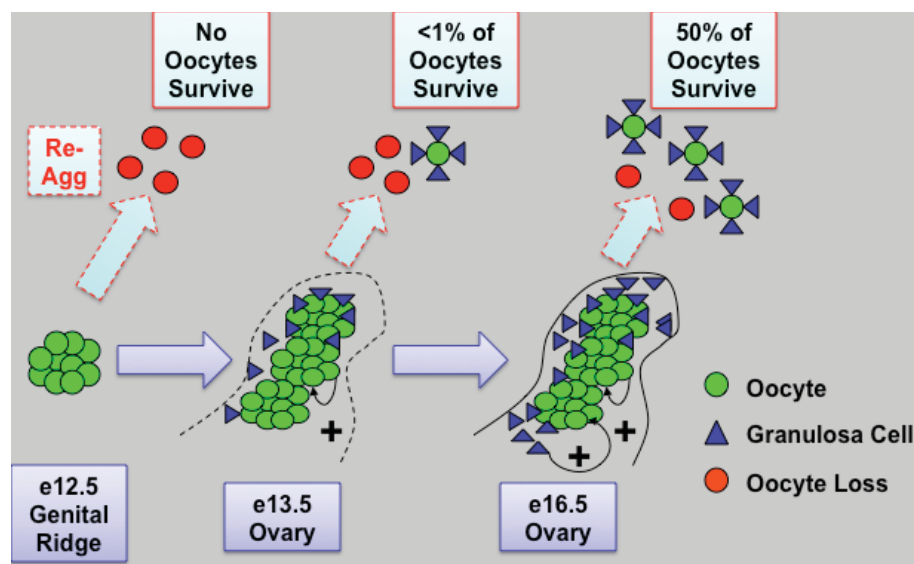 No
Oocytes
Survive
<1% of
Oocytes
Survive
50% of
Oocytes
Survive
Re-
Agg
+
+
+
Oocyte
Granulosa Cell
Oocyte Loss
e12.5
Genital
Ridge
e13.5
Ovary
e16.5
Ovary